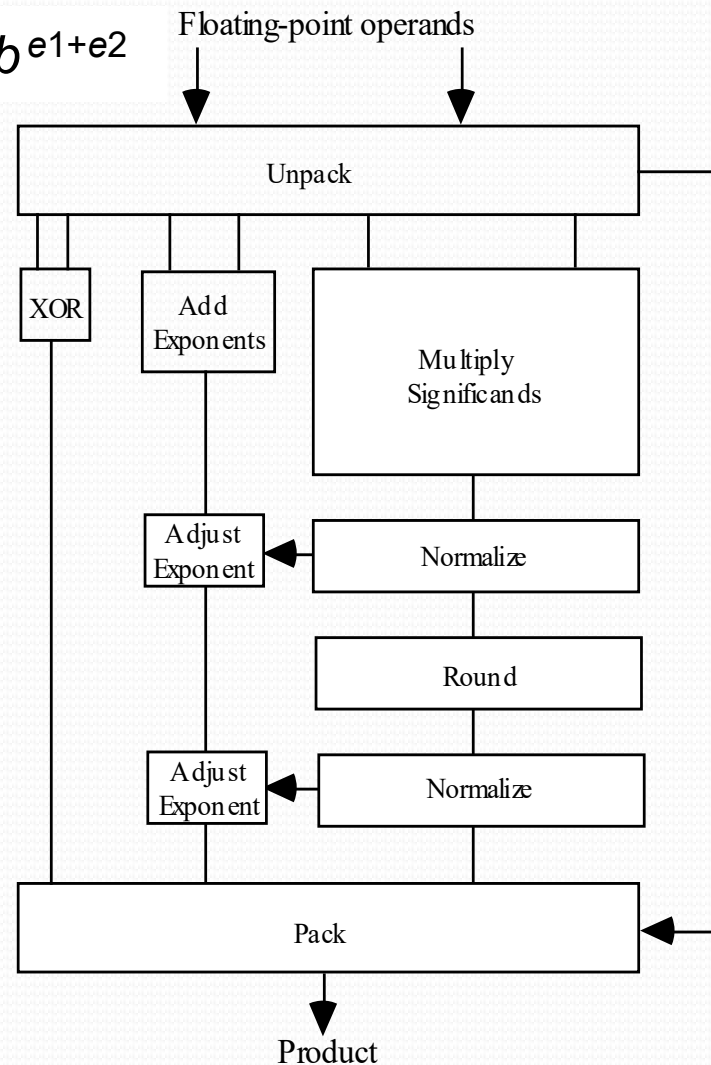 b e1+e2
Floating-point operands
Unpack
XOR
Add
Exponents
Multiply
Significands
Adjust
Exponent
Normalize
Round
Adjust
Exponent
Normalize
Pack
Product